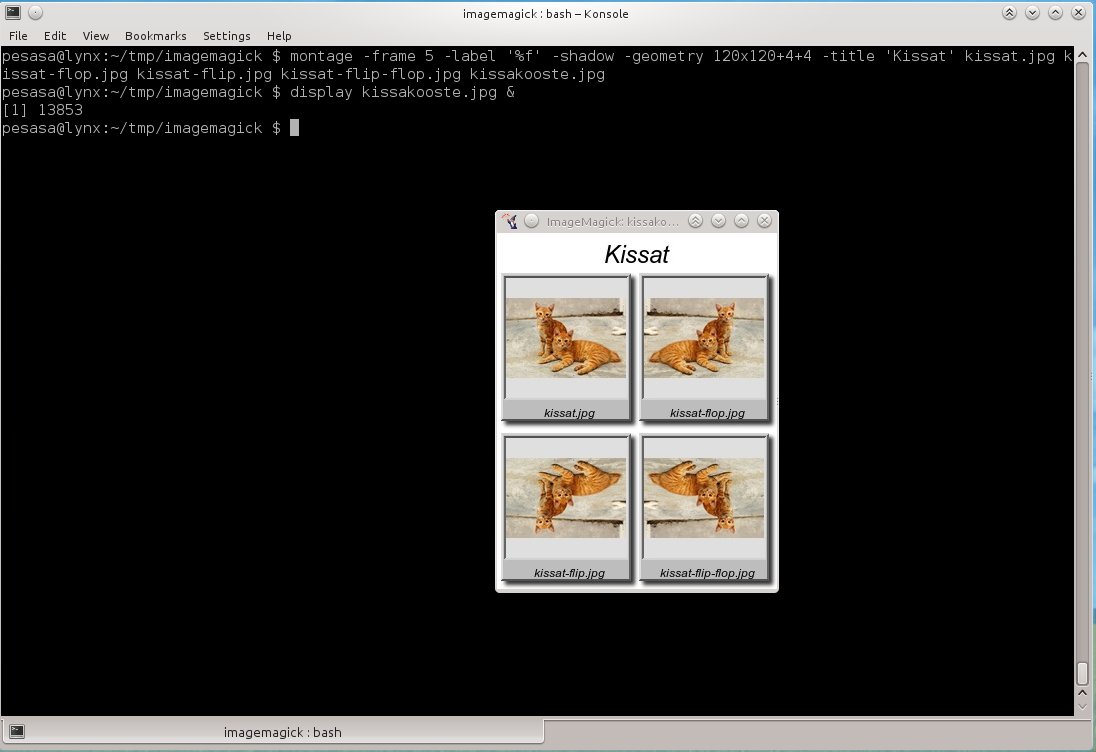 imagemagick : bash – Konsole
File Edit View Bookmarks Settings Help
pesasa@lynx:~/tmp/imagemagick $ montage -frame 5 -label '%f' -shadow -geometry 120x120+4+4 -title 'Kissat' kissat.jpg k
issat-flop.jpg kissat-flip.jpg kissat-flip-flop.jpg kissakooste.jpg
pesasa@lynx:~/tmp/imagemagick $ display kissakooste.jpg &
[1] 13853
pesasa@lynx:~/tmp/imagemagick $
ImageMagick: kissako...
Kissat
kissat.jpg kissat-flop.jpg
kissat-flip.jpg kissat-flip-flop.jpg
imagemagick : bash